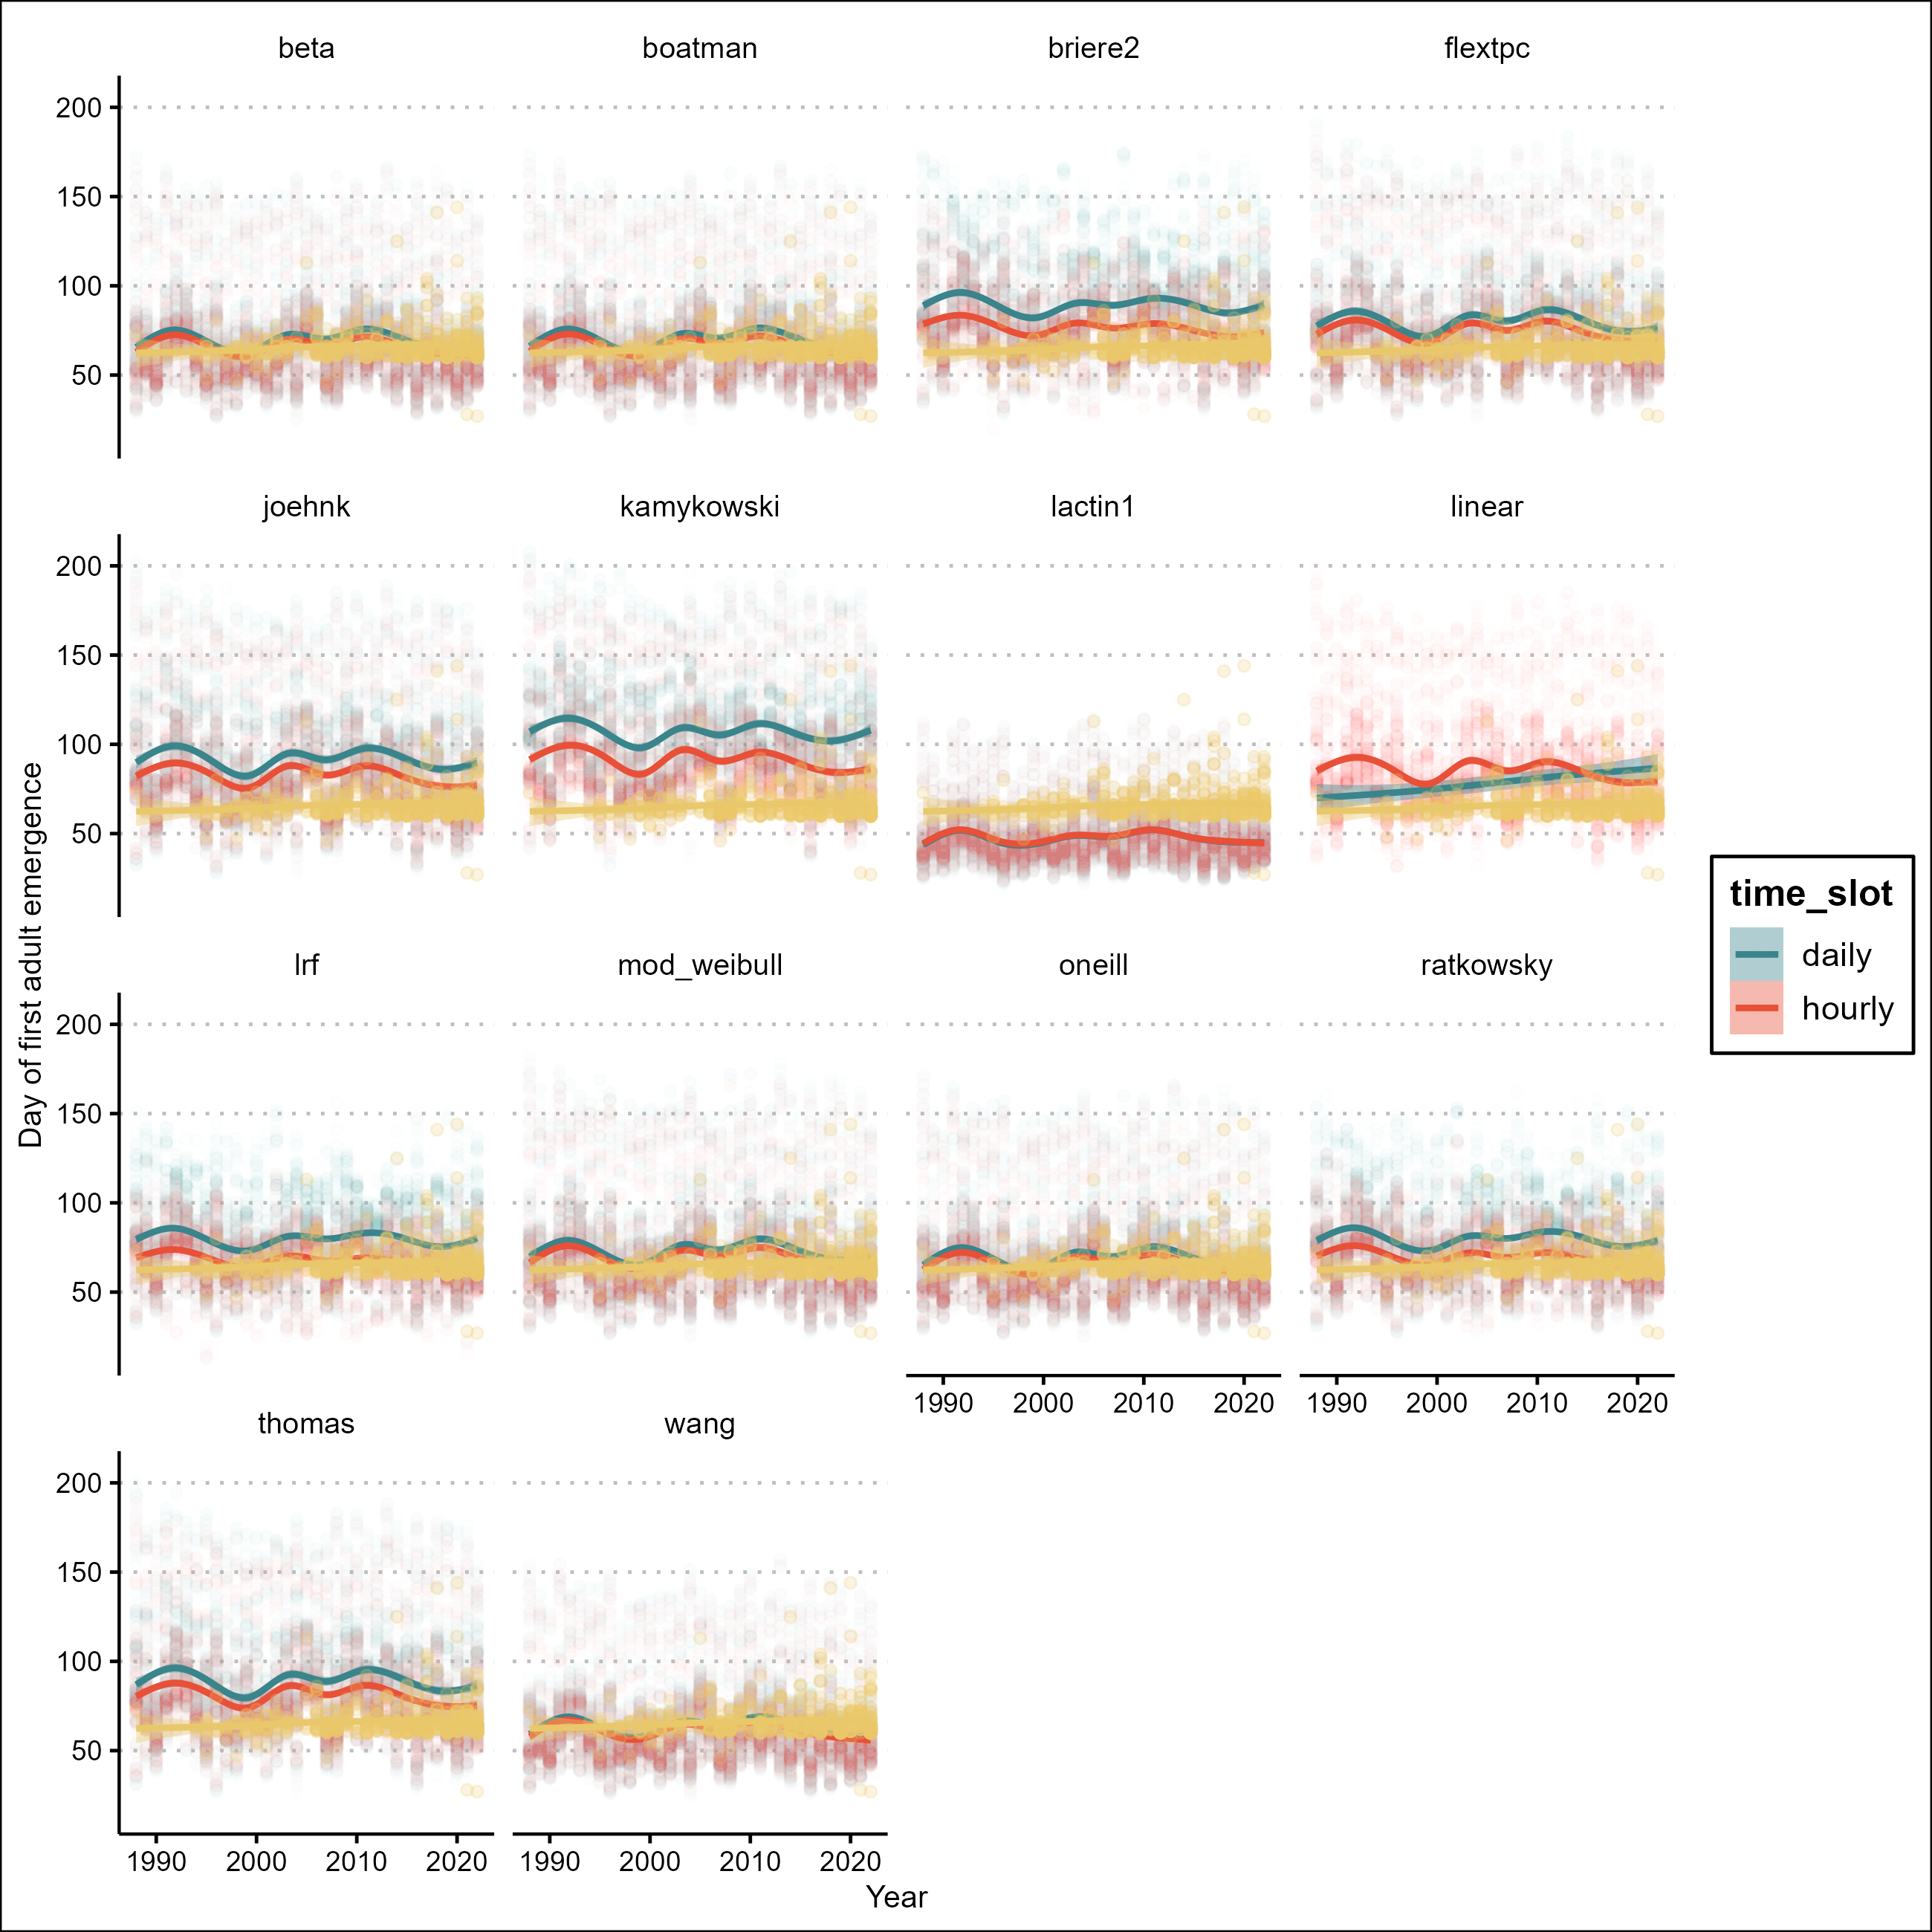 beta boatman briere2 flextpc
200
150
100
50
joehnk kamykowski lactin1 linear
200
150
100
50
Day of first adult emergence
time_slot
daily
hourly
lrf mod_weibull oneill ratkowsky
200
150
100
50
1990 2000 2010 2020 1990 2000 2010 2020
thomas wang
200
150
100
50
1990 2000 2010 2020 1990 2000 2010 2020
Year